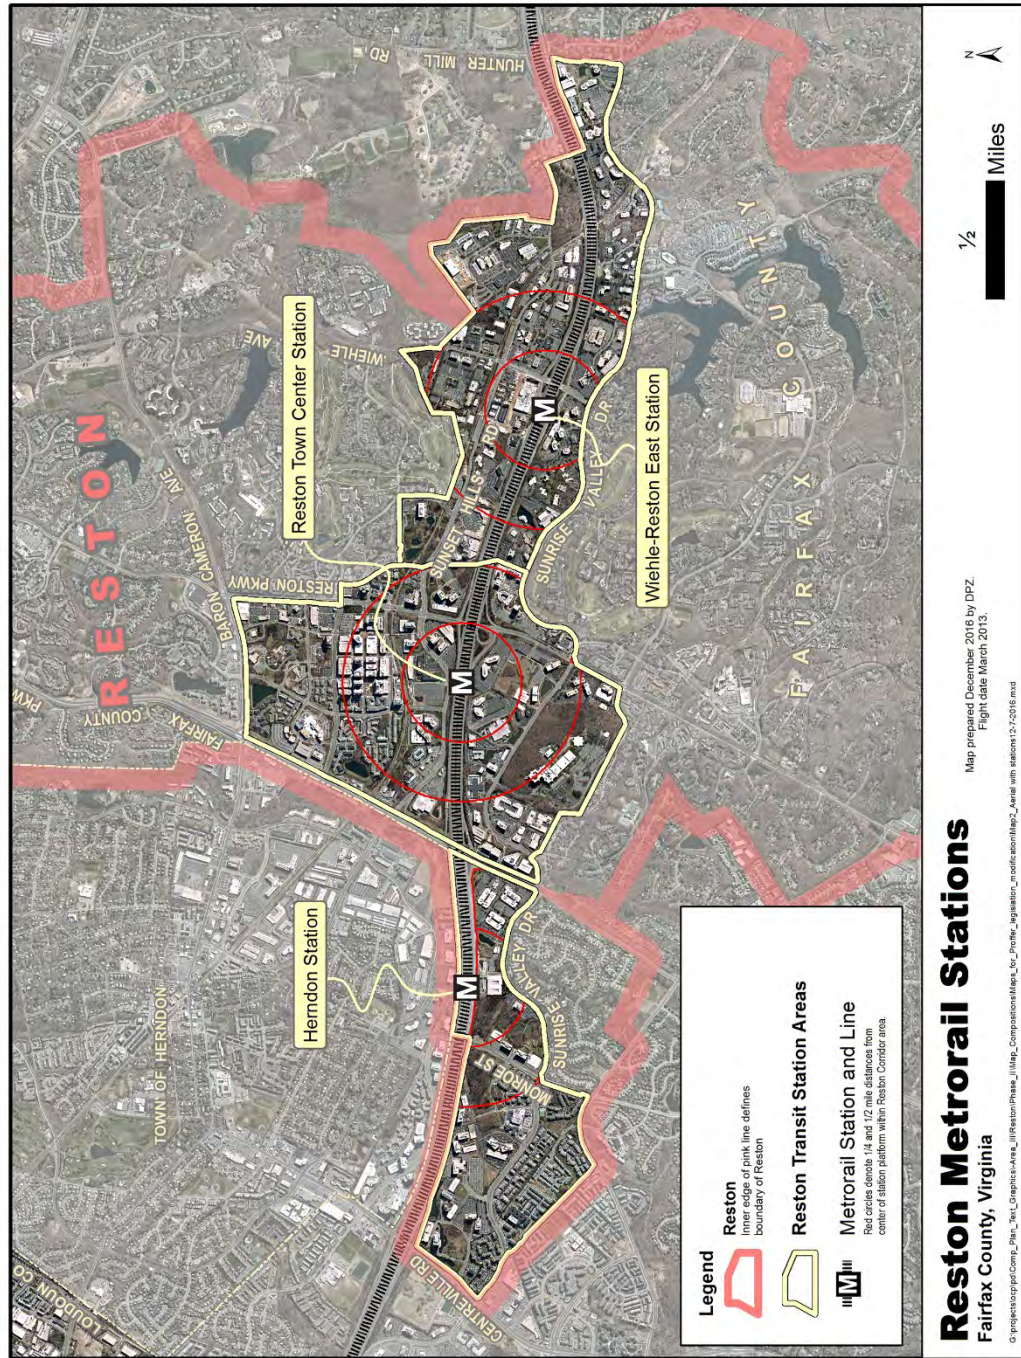 LOUDOUN CO
TOWN OF HERNDON
FAIRFAX
COUNTY
PKWY
RESTON
BARON CAMERON AVE
RESTON PKWY
WIEHLE AVE
HUNTER MILL RD
Herndon Station
Reston Town Center Station
SUNSET HILLS RD
CENTREVILLE RD
MONROE ST
SUNRISE VALLEY DR
SUNRISE VALLEY DR
M
M
M
Wiehle-Reston East Station
FAIRFAX COUNTY
Legend
Reston
Inner edge of pink line defines
boundary of Reston
Reston Transit Station Areas
M
Metrorail Station and Line
Red circles denote 1/4 and 1/2 mile distances from
center of station platform within Reston Corridor area.
Reston Metrorail Stations
Fairfax County, Virginia
Map prepared December 2016 by DPZ.
Flight date March 2013.
½
Miles
N